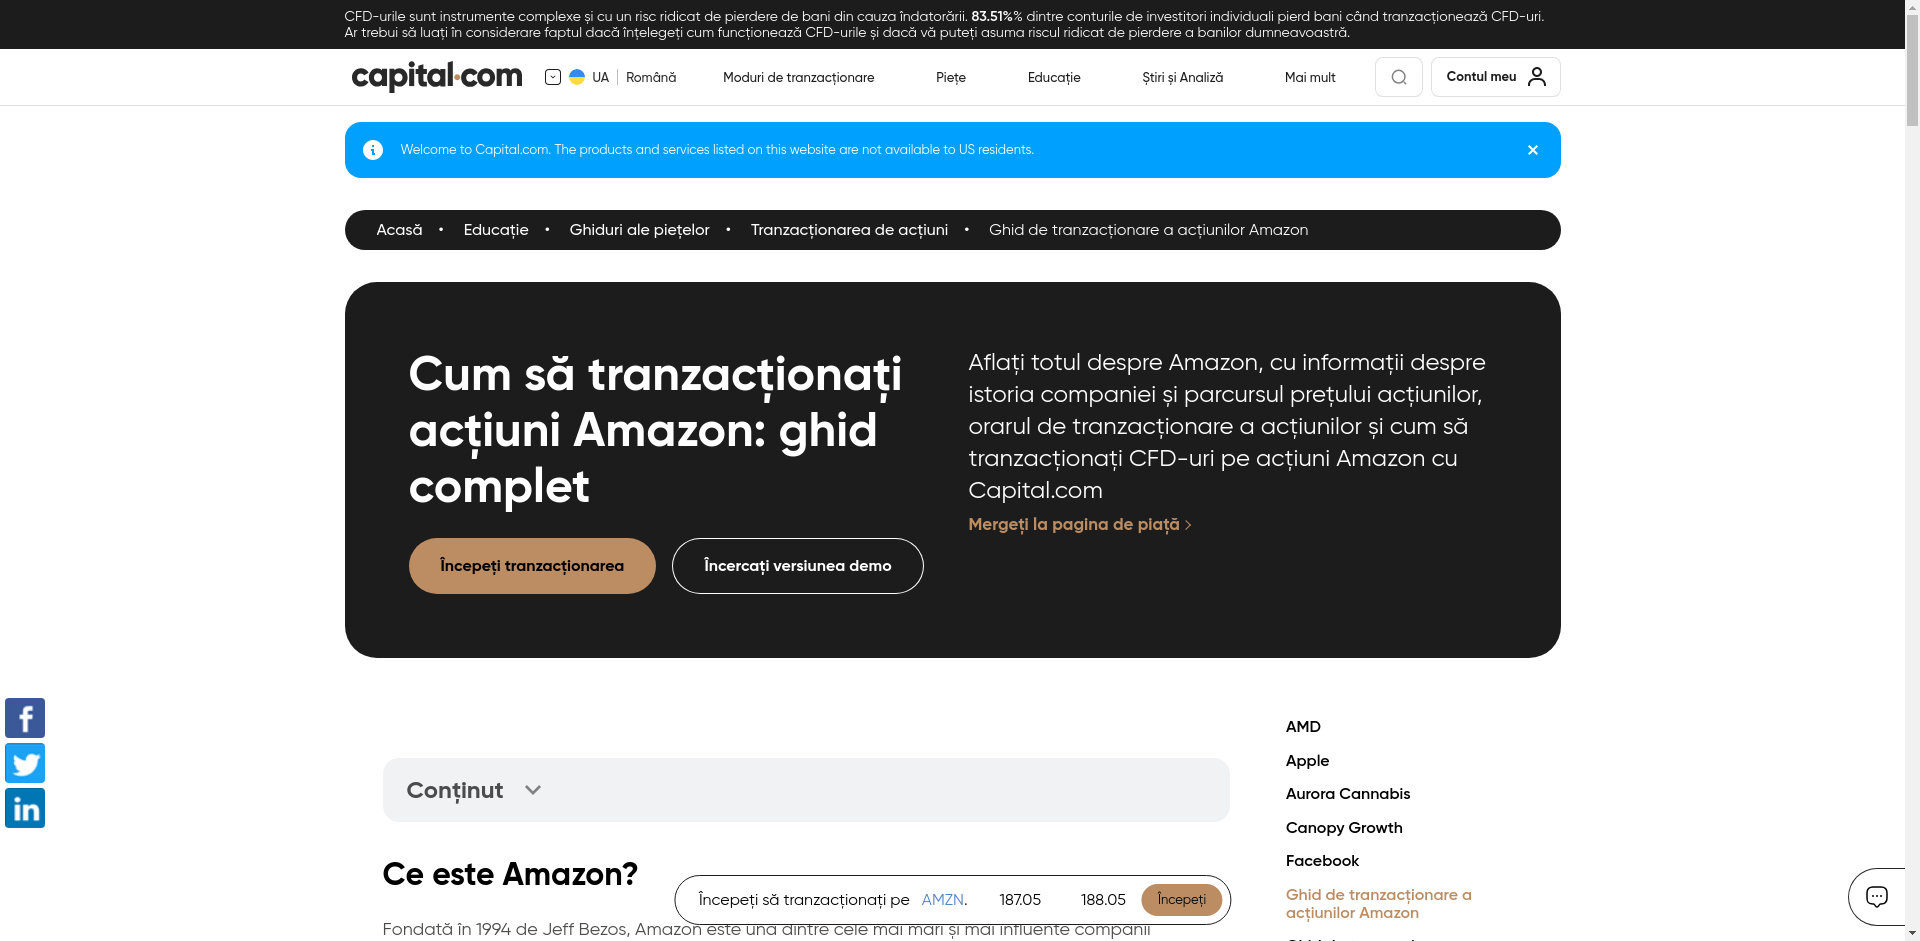 CFD-urile sunt instrumente complexe și cu un risc ridicat de pierdere de bani din cauza îndatorării. 83.51%% dintre conturile de investitori individuali pierd bani când tranzacționează CFD-uri.
Ar trebui să luați în considerare faptul dacă înțelegeți cum funcționează CFD-urile și dacă vă puteți asuma riscul ridicat de pierdere a banilor dumneavoastră.
capital.com UA Română Moduri de tranzacționare Piețe Educație Știri și Analiză Mai mult Contul meu
Welcome to Capital.com. The products and services listed on this website are not available to US residents.
Acasă • Educație • Ghiduri ale piețelor • Tranzacționarea de acțiuni • Ghid de tranzacționare a acțiunilor Amazon
Cum să tranzacționați
acțiuni Amazon: ghid
complet
Începeți tranzacționarea
Încercați versiunea demo
Aflați totul despre Amazon, cu informații despre
istoria companiei și parcursul prețului acțiunilor,
orarul de tranzacționare a acțiunilor și cum să
tranzacționați CFD-uri pe acțiuni Amazon cu
Capital.com
Mergeți la pagina de piață
Conținut
Ce este Amazon?
Fondată în 1994 de Jeff Bezos, Amazon este una dintre cele mai mari și mai influente companii
Începeți să tranzacționați pe AMZN. 187.05 188.05 Începeți
AMD
Apple
Aurora Cannabis
Canopy Growth
Facebook
Ghid de tranzacționare a
acțiunilor Amazon